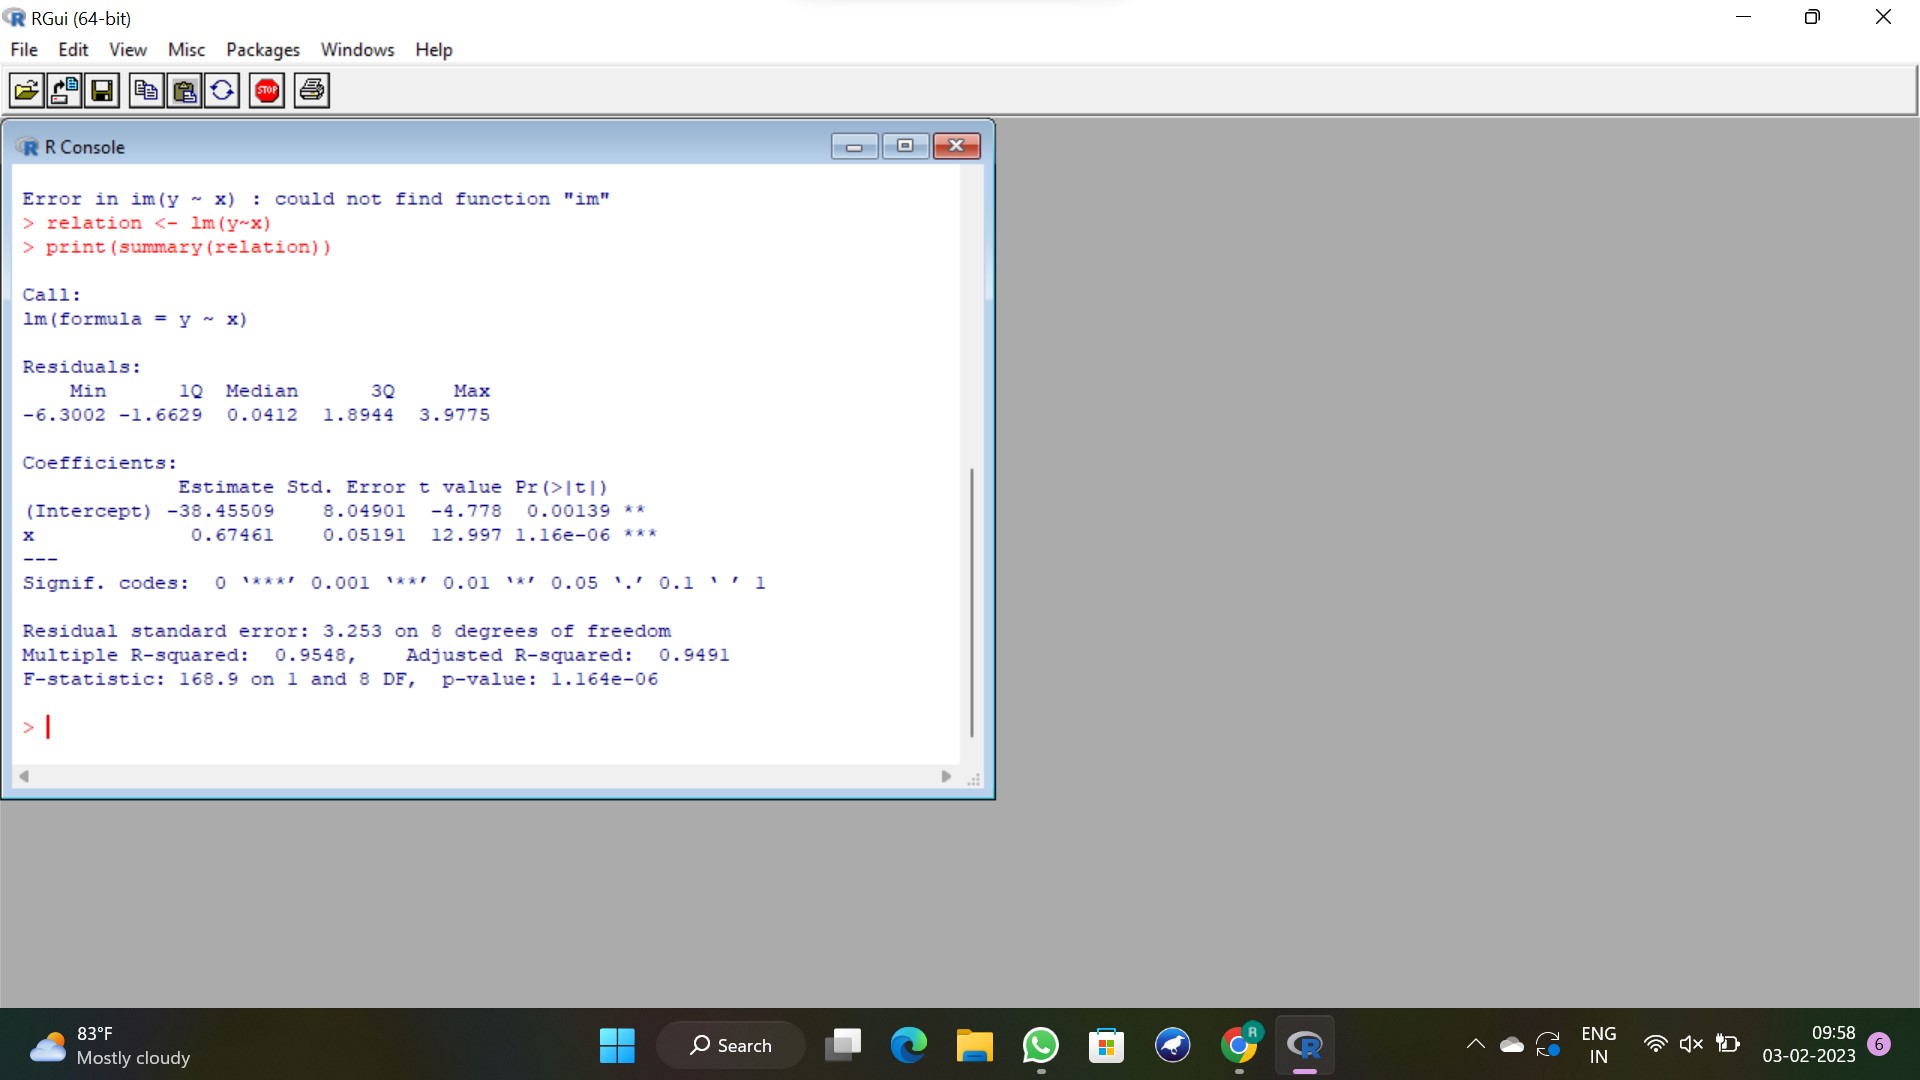 RGui (64-bit)
File Edit View Misc Packages Windows Help
STOP
R Console
Error in im(y ~ x) : could not find function "im"
> relation <- lm(y~x)
> print(summary(relation))
Call:
lm(formula = y ~ x)
Residuals:
    Min      1Q  Median      3Q     Max
-6.3002 -1.6629  0.0412  1.8944  3.9775
Coefficients:
             Estimate Std. Error t value Pr(>|t|)
(Intercept) -38.45509    8.04901  -4.778  0.00139 **
x             0.67461    0.05191  12.997 1.16e-06 ***
---
Signif. codes:  0 ‘***’ 0.001 ‘**’ 0.01 ‘*’ 0.05 ‘.’ 0.1 ‘ ’ 1
Residual standard error: 3.253 on 8 degrees of freedom
Multiple R-squared:  0.9548,    Adjusted R-squared:  0.9491
F-statistic: 168.9 on 1 and 8 DF,  p-value: 1.164e-06
>
83°F
Mostly cloudy
Search
R
ENG
IN
09:58
03-02-2023
6